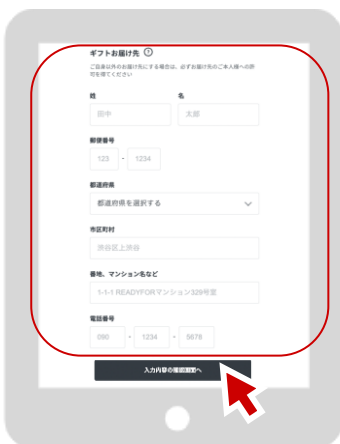 ギフトお届け先 ?
ご自身以外のお届け先にする場合は、必ずお届け先のご本人様への許
可を得てください
姓 名
田中 太郎
郵便番号
123 - 1234
都道府県
都道府県を選択する
市区町村
渋谷区上渋谷
番地、マンション名など
1-1-1 READYFORマンション329号室
電話番号
090 - 1234 - 5678
入力内容の確認画面へ